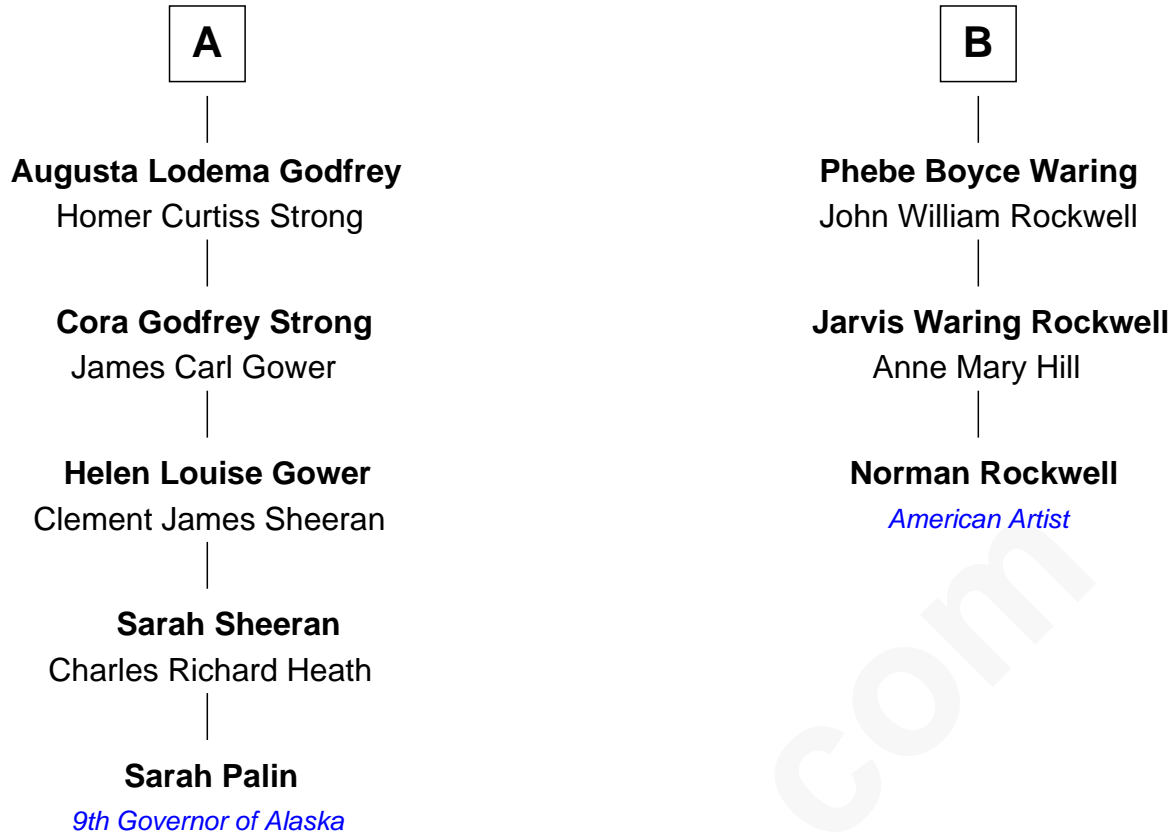 A
Augusta Lodema Godfrey
Homer Curtiss Strong
Cora Godfrey Strong
James Carl Gower
Helen Louise Gower
Clement James Sheeran
Sarah Sheeran
Charles Richard Heath
Sarah Palin
9th Governor of Alaska
B
Phebe Boyce Waring
John William Rockwell
Jarvis Waring Rockwell
Anne Mary Hill
Norman Rockwell
American Artist
com